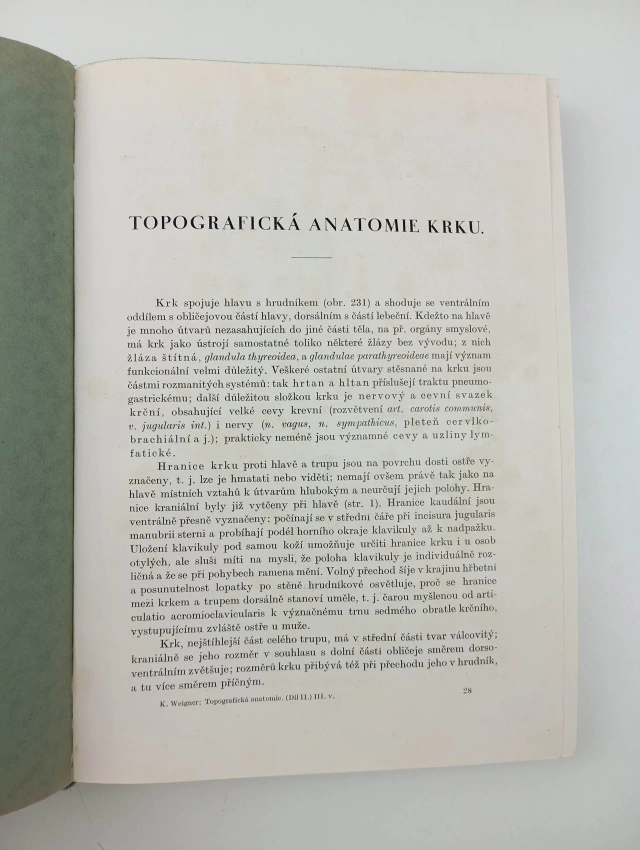 TOPOGRAFICKÁ ANATOMIE KRKU.
Krk spojuje hlavu s hrudníkem (obr. 231) a shoduje se ventrálním
oddílem s obličejovou částí hlavy, dorsálním s částí lebeční. Kdežto na hlavě
je mnoho útvarů nezasahujících do jiné části těla, na př. orgány smyslové,
má krk jako ústrojí samostatné toliko některé žlázy bez vývodu; z nich
žláza štítná, glandula thyreoidea, a glandulae parathyreoideae mají význam
funkcionální velmi důležitý. Veškeré ostatní útvary stěsnané na krku jsou
částmi rozmanitých systémů: tak hrtan a hltan příslušejí traktu pneumo-
gastrickému; další důležitou složkou krku je nervový a cevní svazek
krční, obsahující velké cevy krevní (rozvětvení art. carotis communis,
v. jugularis int.) i nervy (n. vagus, n. sympathicus, pleteň cervíko-
brachiální a j.); prakticky neméně jsou významné cevy a uzliny lym-
fatické.
Hranice krku proti hlavě a trupu jsou na povrchu dosti ostře vy-
značeny, t. j. lze je hmatati nebo viděti; nemají ovšem právě tak jako na
hlavě místních vztahů k útvarům hlubokým a neurčují jejich polohy. Hra-
nice kraniální byly již vytčeny při hlavě (str. 1). Hranice kaudální jsou
ventrálně přesně vyznačeny: počínají se v střední čáře při incisura jugularis
manubrii sterni a probíhají podél horního okraje klavikuly až k nadpažku.
Uložení klavikuly pod samou koží umožňuje určiti hranice krku i u osob
otylých, ale sluší míti na mysli, že poloha klavikuly je individuálně roz-
ličná a že se při pohybech ramena mění. Volný přechod šíje v krajinu hřbetní
a posunutelnost lopatky po stěně hrudníkové osvětluje, proč se hranice
mezi krkem a trupem dorsálně stanoví uměle, t. j. čarou myšlenou od arti-
culatio acromioclavicularis k význačnému trnu sedmého obratle krčního,
vystupujícímu zvláště ostře u muže.
Krk, nejštíhlejší část celého trupu, má v střední části tvar válcovitý;
kraniálně se jeho rozměr v souhlasu s dolní částí obličeje směrem dorso-
ventrálním zvětšuje; rozměrů krku přibývá též při přechodu jeho v hrudník,
a tu více směrem příčným.
K. Weigner: Topografická anatomie. (Díl II.) III. v.
28